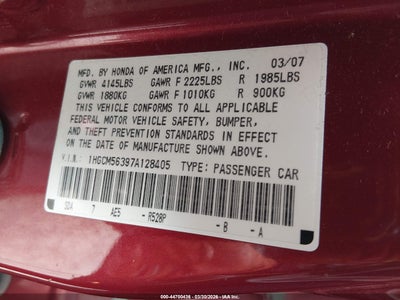 MFD. BY HONDA OF AMERICA MFG., INC. 03/07
GVWR 4145LBS GAWR F 2225LBS R 1985LBS
GVWR 1880KG GAWR F 1010KG R 900KG
THIS VEHICLE CONFORMS TO ALL APPLICABLE
FEDERAL MOTOR VEHICLE SAFETY, BUMPER,
AND THEFT PREVENTION STANDARDS IN EFFECT
ON THE DATE OF MANUFACTURE SHOWN ABOVE.
V.I.N.: 1HGCM56397A128405 TYPE: PASSENGER CAR
SDA 7 AE5 - R528P - B - A
000-44700436 | 03/30/2026 — IAA, LLC